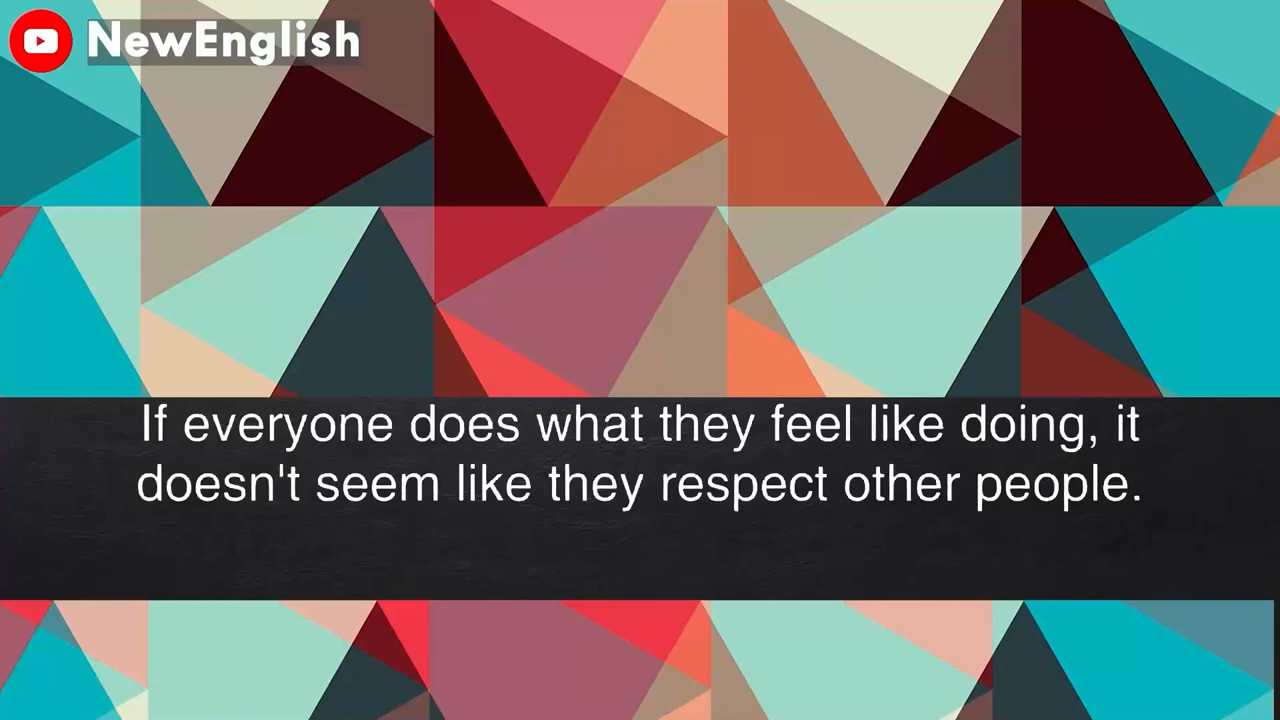 NewEnglish
If everyone does what they feel like doing, it
doesn't seem like they respect other people.